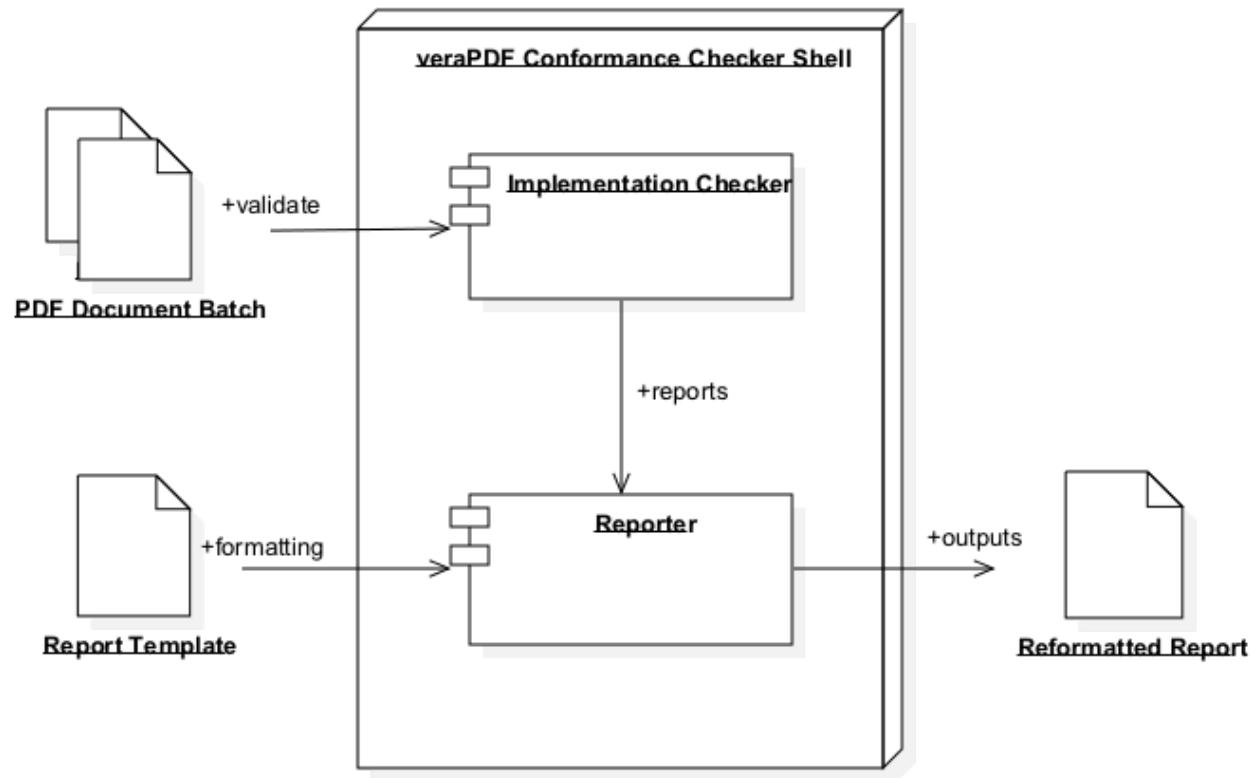 veraPDF Conformance Checker Shell
Implementation Checker
+validate
PDF Document Batch
+reports
Reporter
+formatting
+outputs
Report Template
Reformatted Report